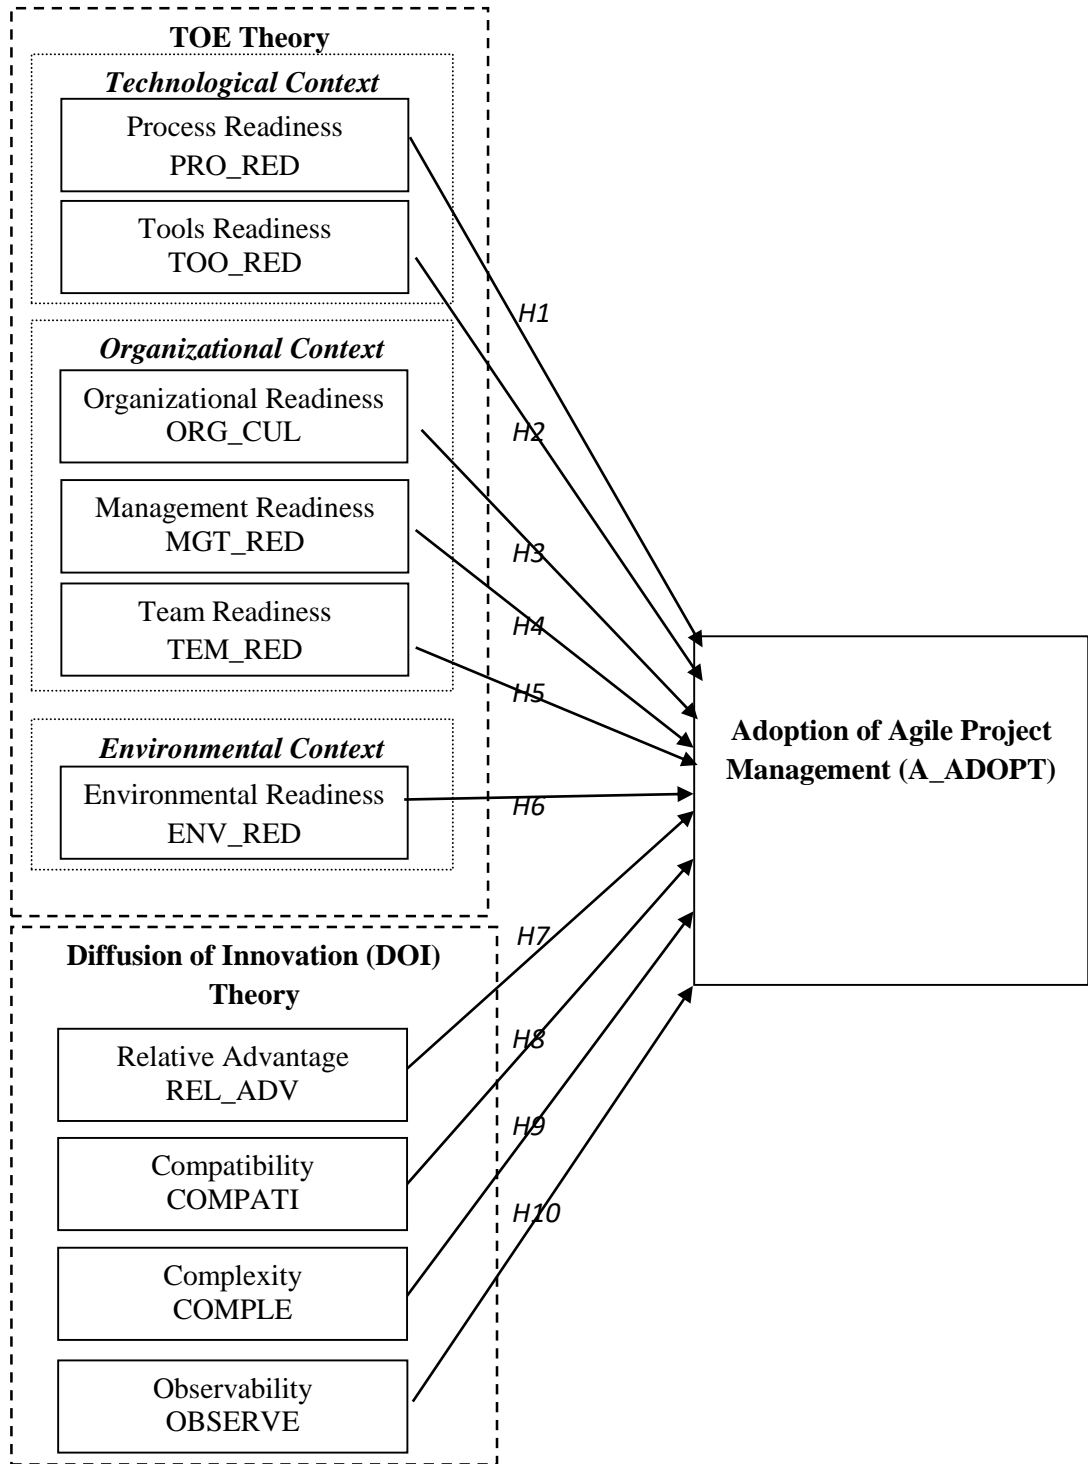 TOE Theory
Technological Context
Process Readiness
PRO_RED
Tools Readiness
TOO_RED
H1
Organizational Context
Organizational Readiness
ORG_CUL
H2
Management Readiness
MGT_RED
H3
Team Readiness
TEM_RED
H4
H5
Environmental Context
Environmental Readiness
ENV_RED
H6
Adoption of Agile Project
Management (A_ADOPT)
Diffusion of Innovation (DOI)
Theory
H7
Relative Advantage
REL_ADV
H8
Compatibility
COMPATI
H9
H10
Complexity
COMPLE
Observability
OBSERVE